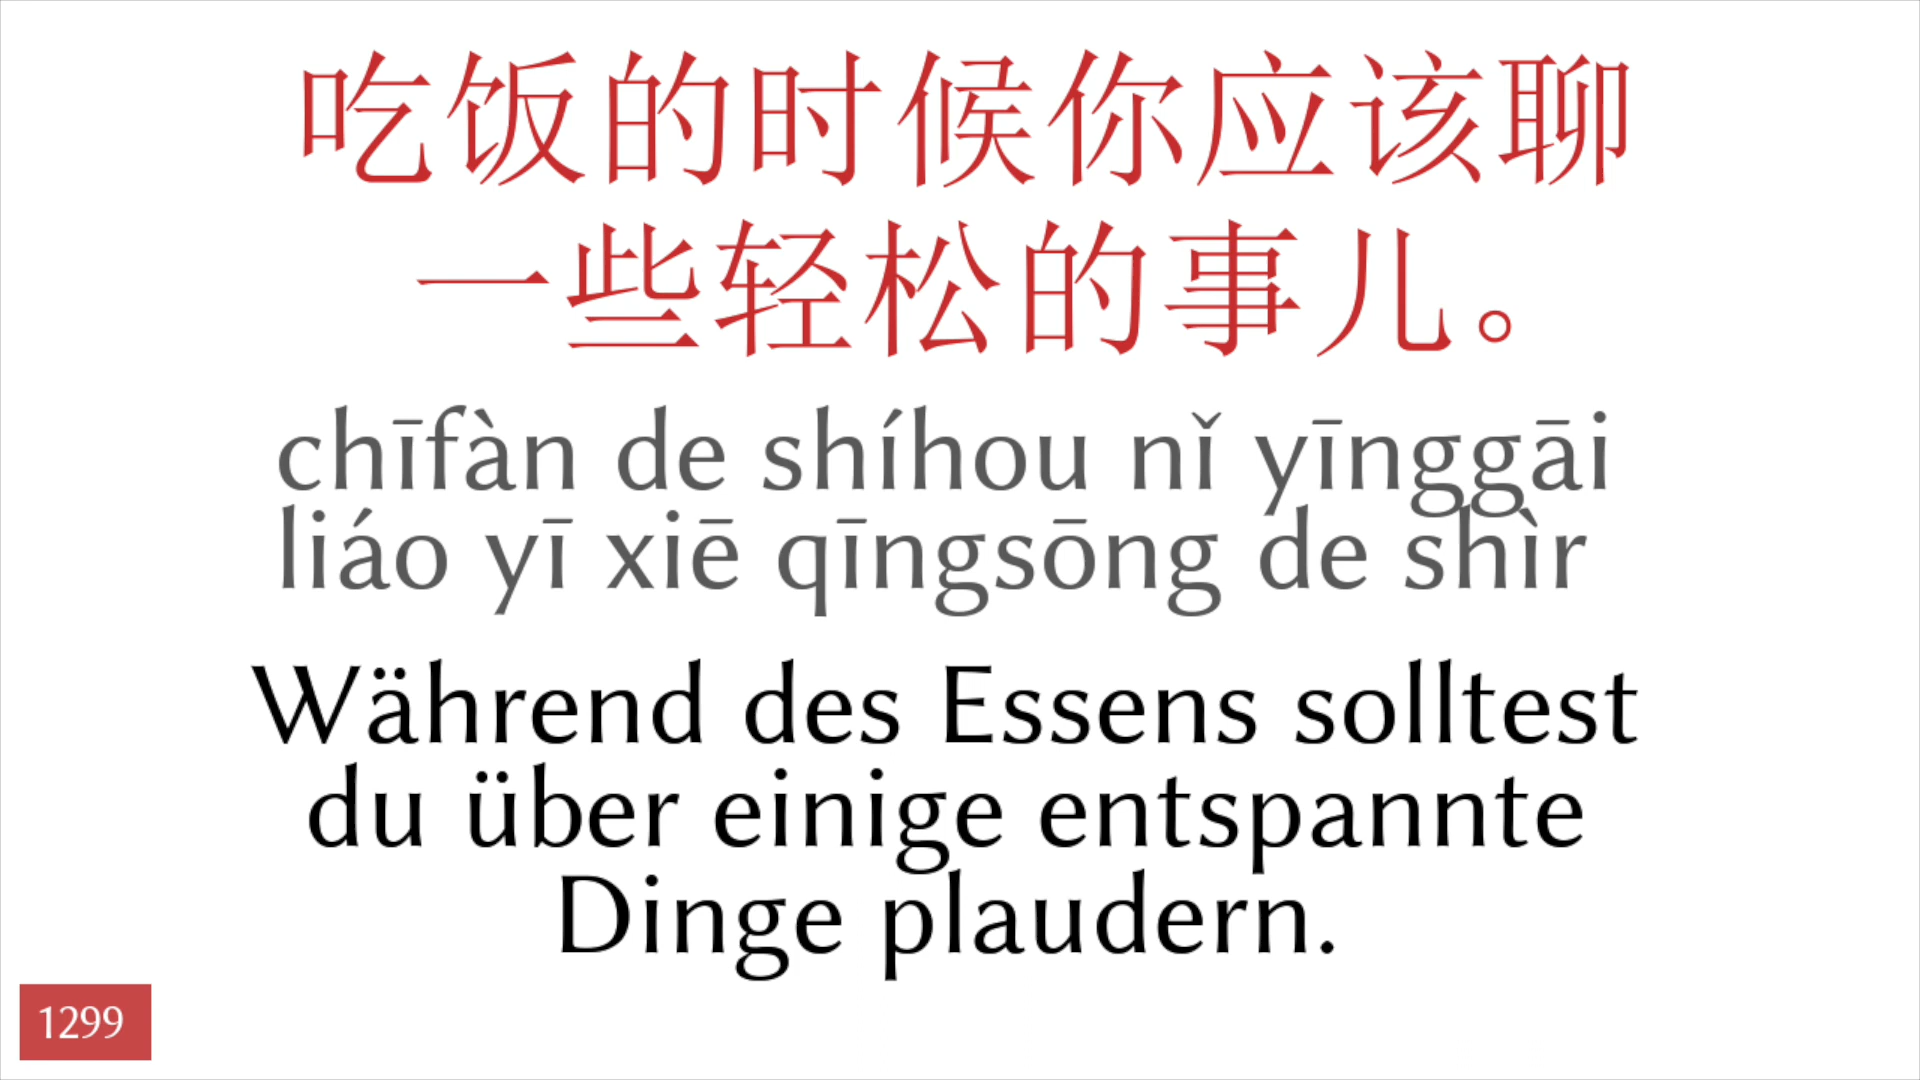 吃饭的时候你应该聊
一些轻松的事儿。
chīfàn de shíhou nǐ yīnggāi
liáo yī xiē qīngsōng de shìr
Während des Essens solltest
du über einige entspannte
Dinge plaudern.
1299